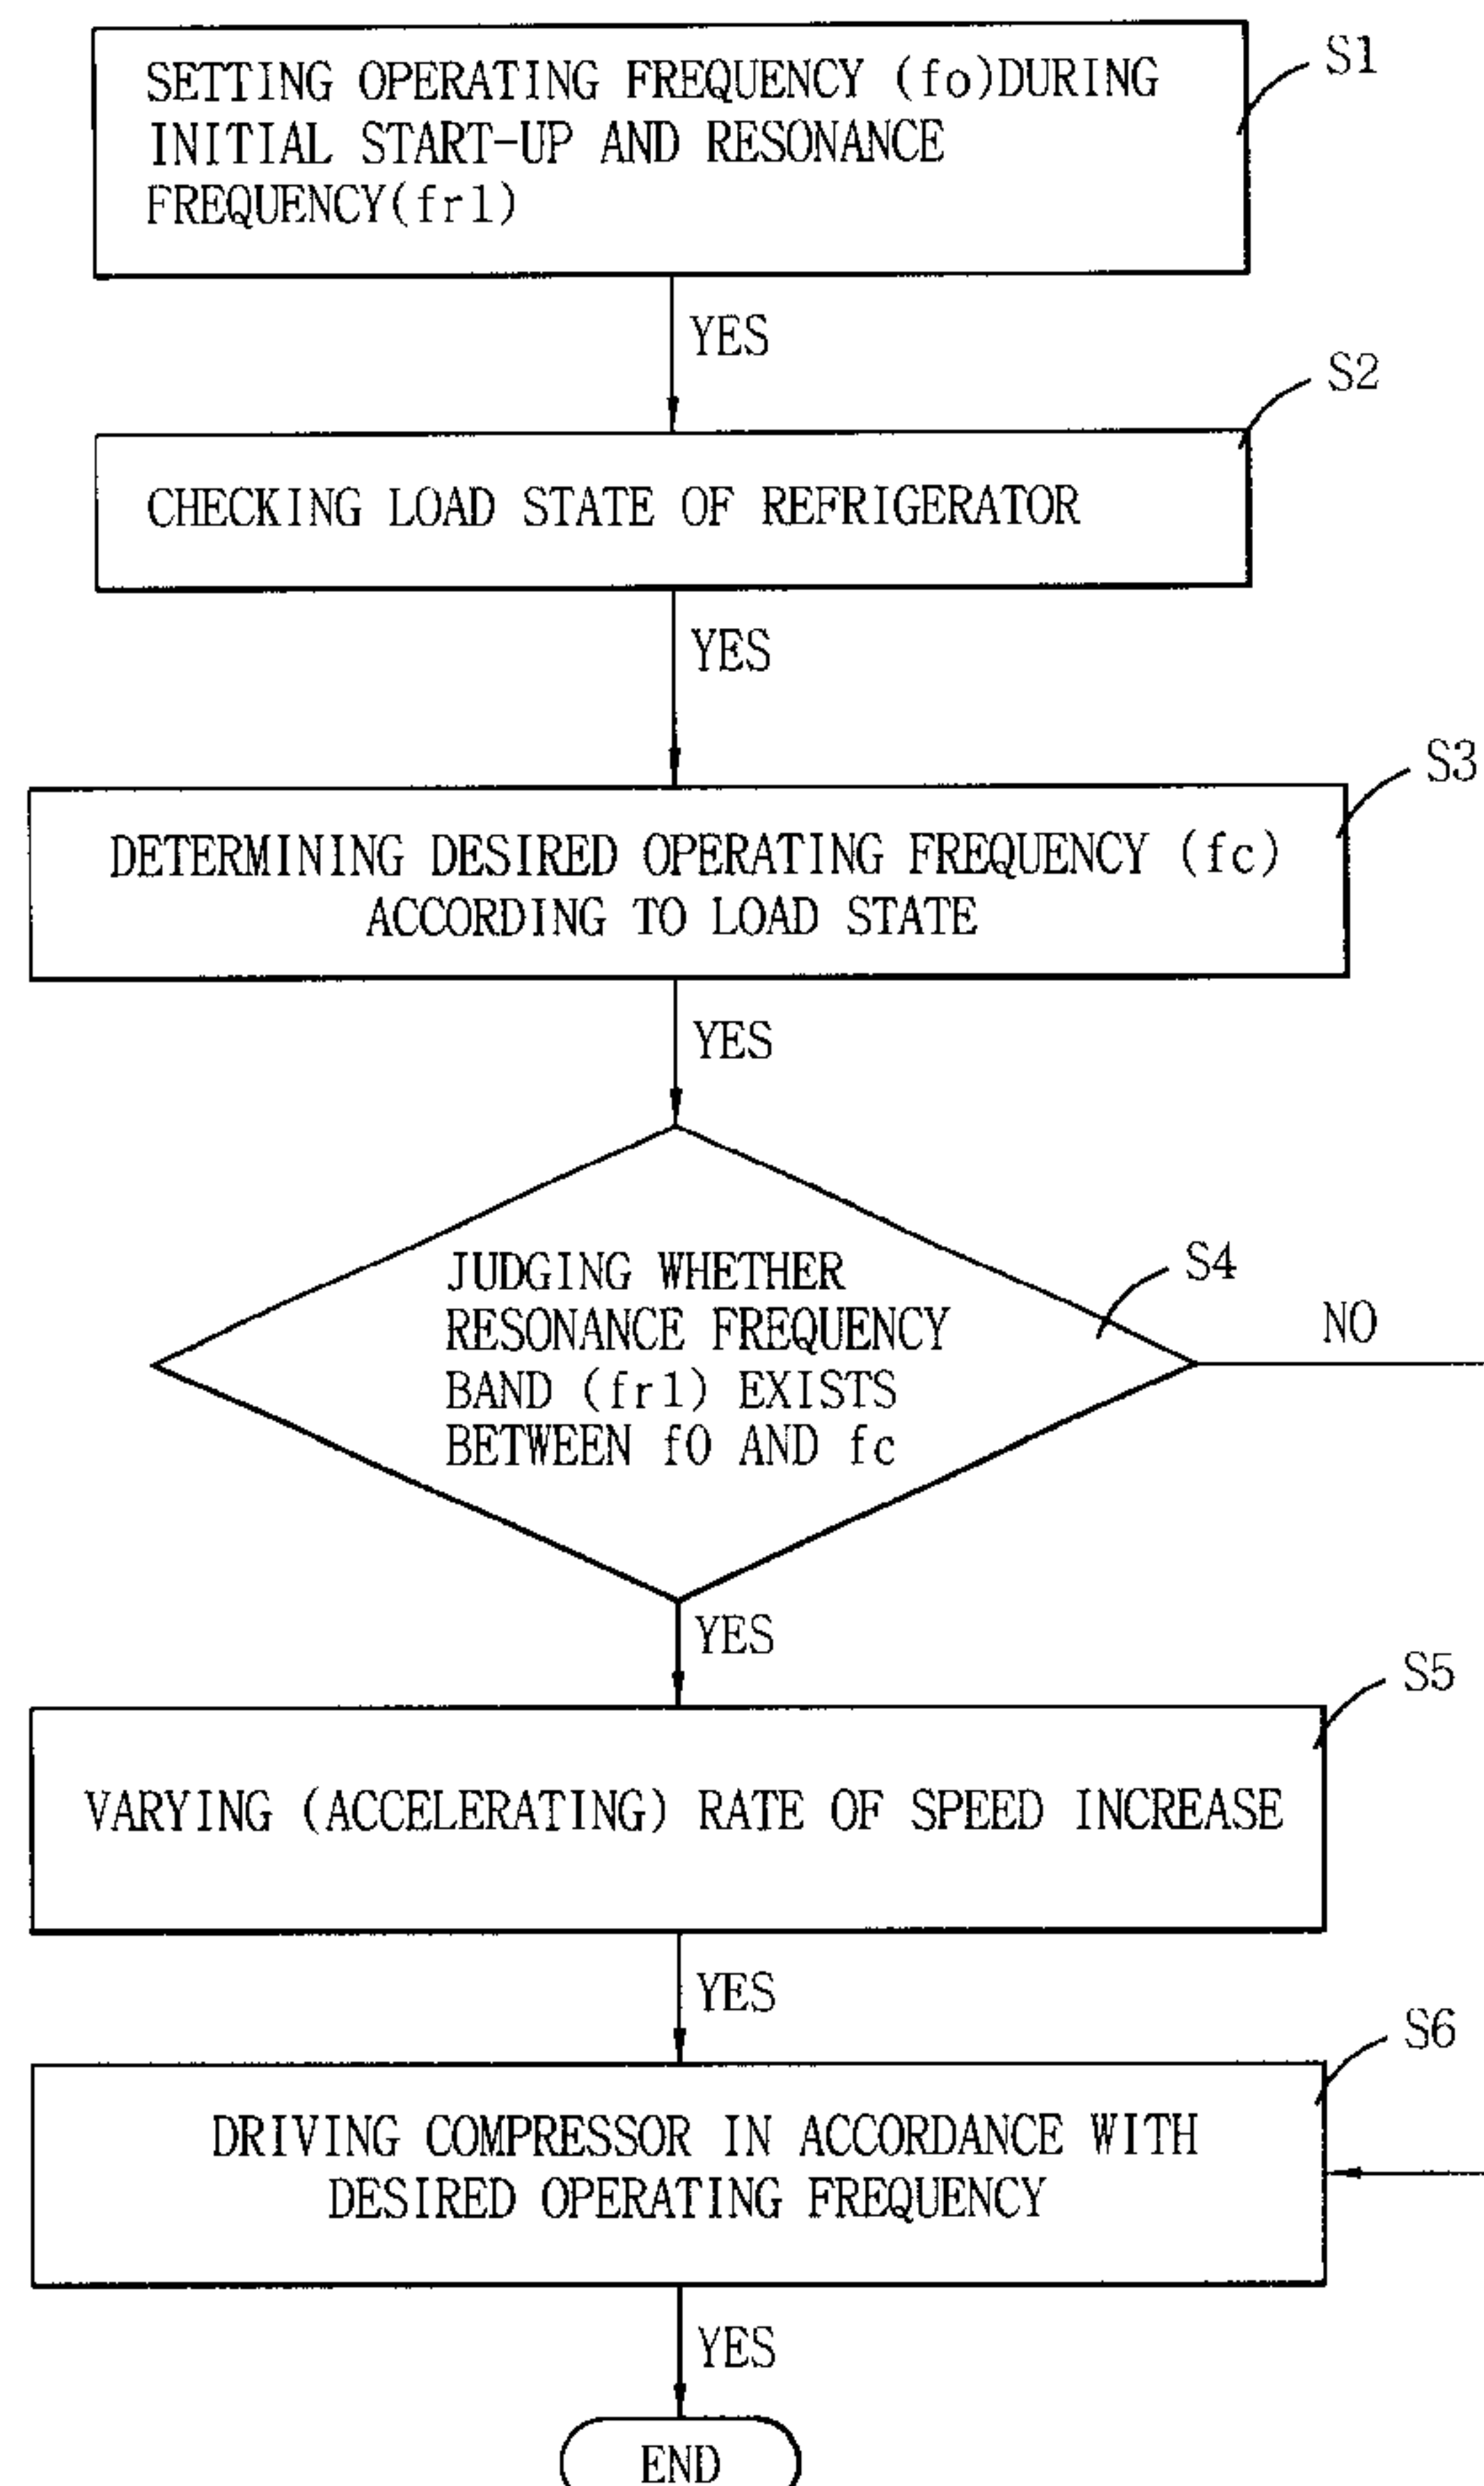 SETTING OPERATING FREQUENCY (fo)DURING
INITIAL START-UP AND RESONANCE
FREQUENCY(fr1)
S1
YES
S2
CHECKING LOAD STATE OF REFRIGERATOR
YES
S3
DETERMINING DESIRED OPERATING FREQUENCY (fc)
ACCORDING TO LOAD STATE
YES
JUDGING WHETHER
RESONANCE FREQUENCY
BAND (fr1) EXISTS
BETWEEN f0 AND fc
S4
NO
YES
S5
VARYING (ACCELERATING) RATE OF SPEED INCREASE
YES
S6
DRIVING COMPRESSOR IN ACCORDANCE WITH
DESIRED OPERATING FREQUENCY
YES
END